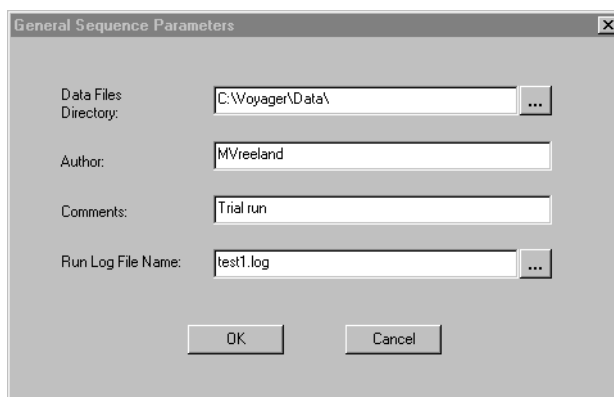 General Sequence Parameters
Data Files
Directory:
C:\Voyager\Data\
...
Author:
MVreeland
Comments:
Trial run
Run Log File Name:
test1.log
...
OK
Cancel